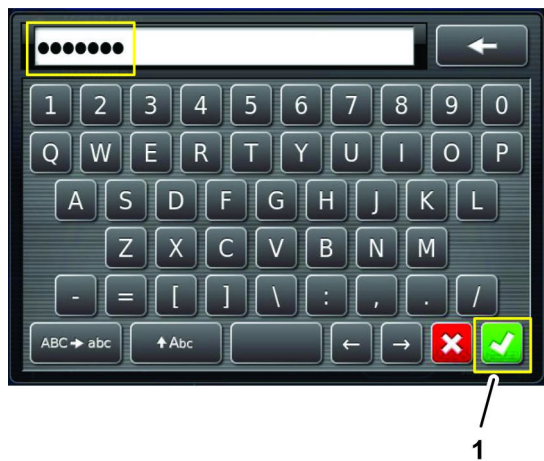 ●●●●●●●
1 2 3 4 5 6 7 8 9 0
Q W E R T Y U I O P
A S D F G H J K L
Z X C V B N M
- = [ ] \ : , . /
ABC→abc ↑Abc ← →
1